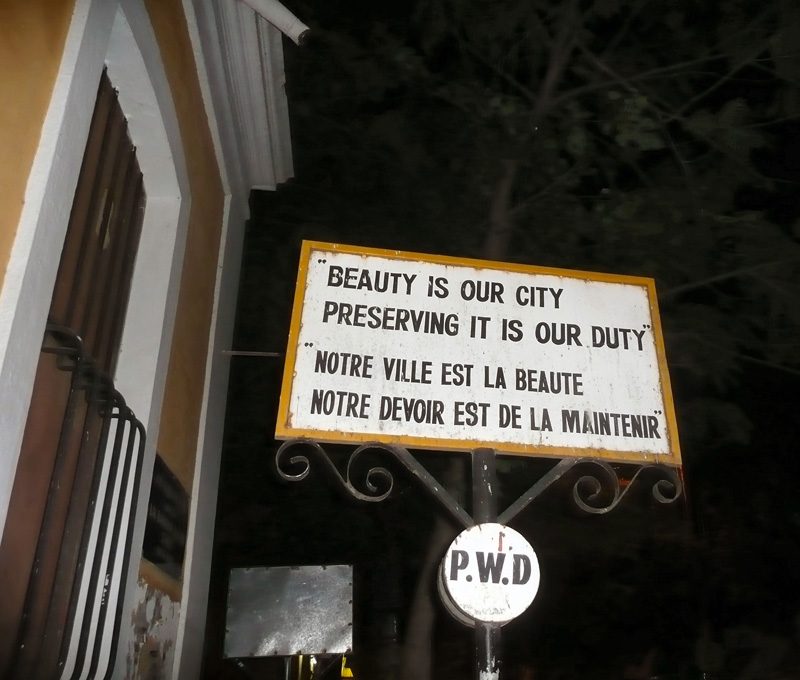 "BEAUTY IS OUR CITY
PRESERVING IT IS OUR DUTY"
"NOTRE VILLE EST LA BEAUTE
NOTRE DEVOIR EST DE LA MAINTENIR"
P.W.D